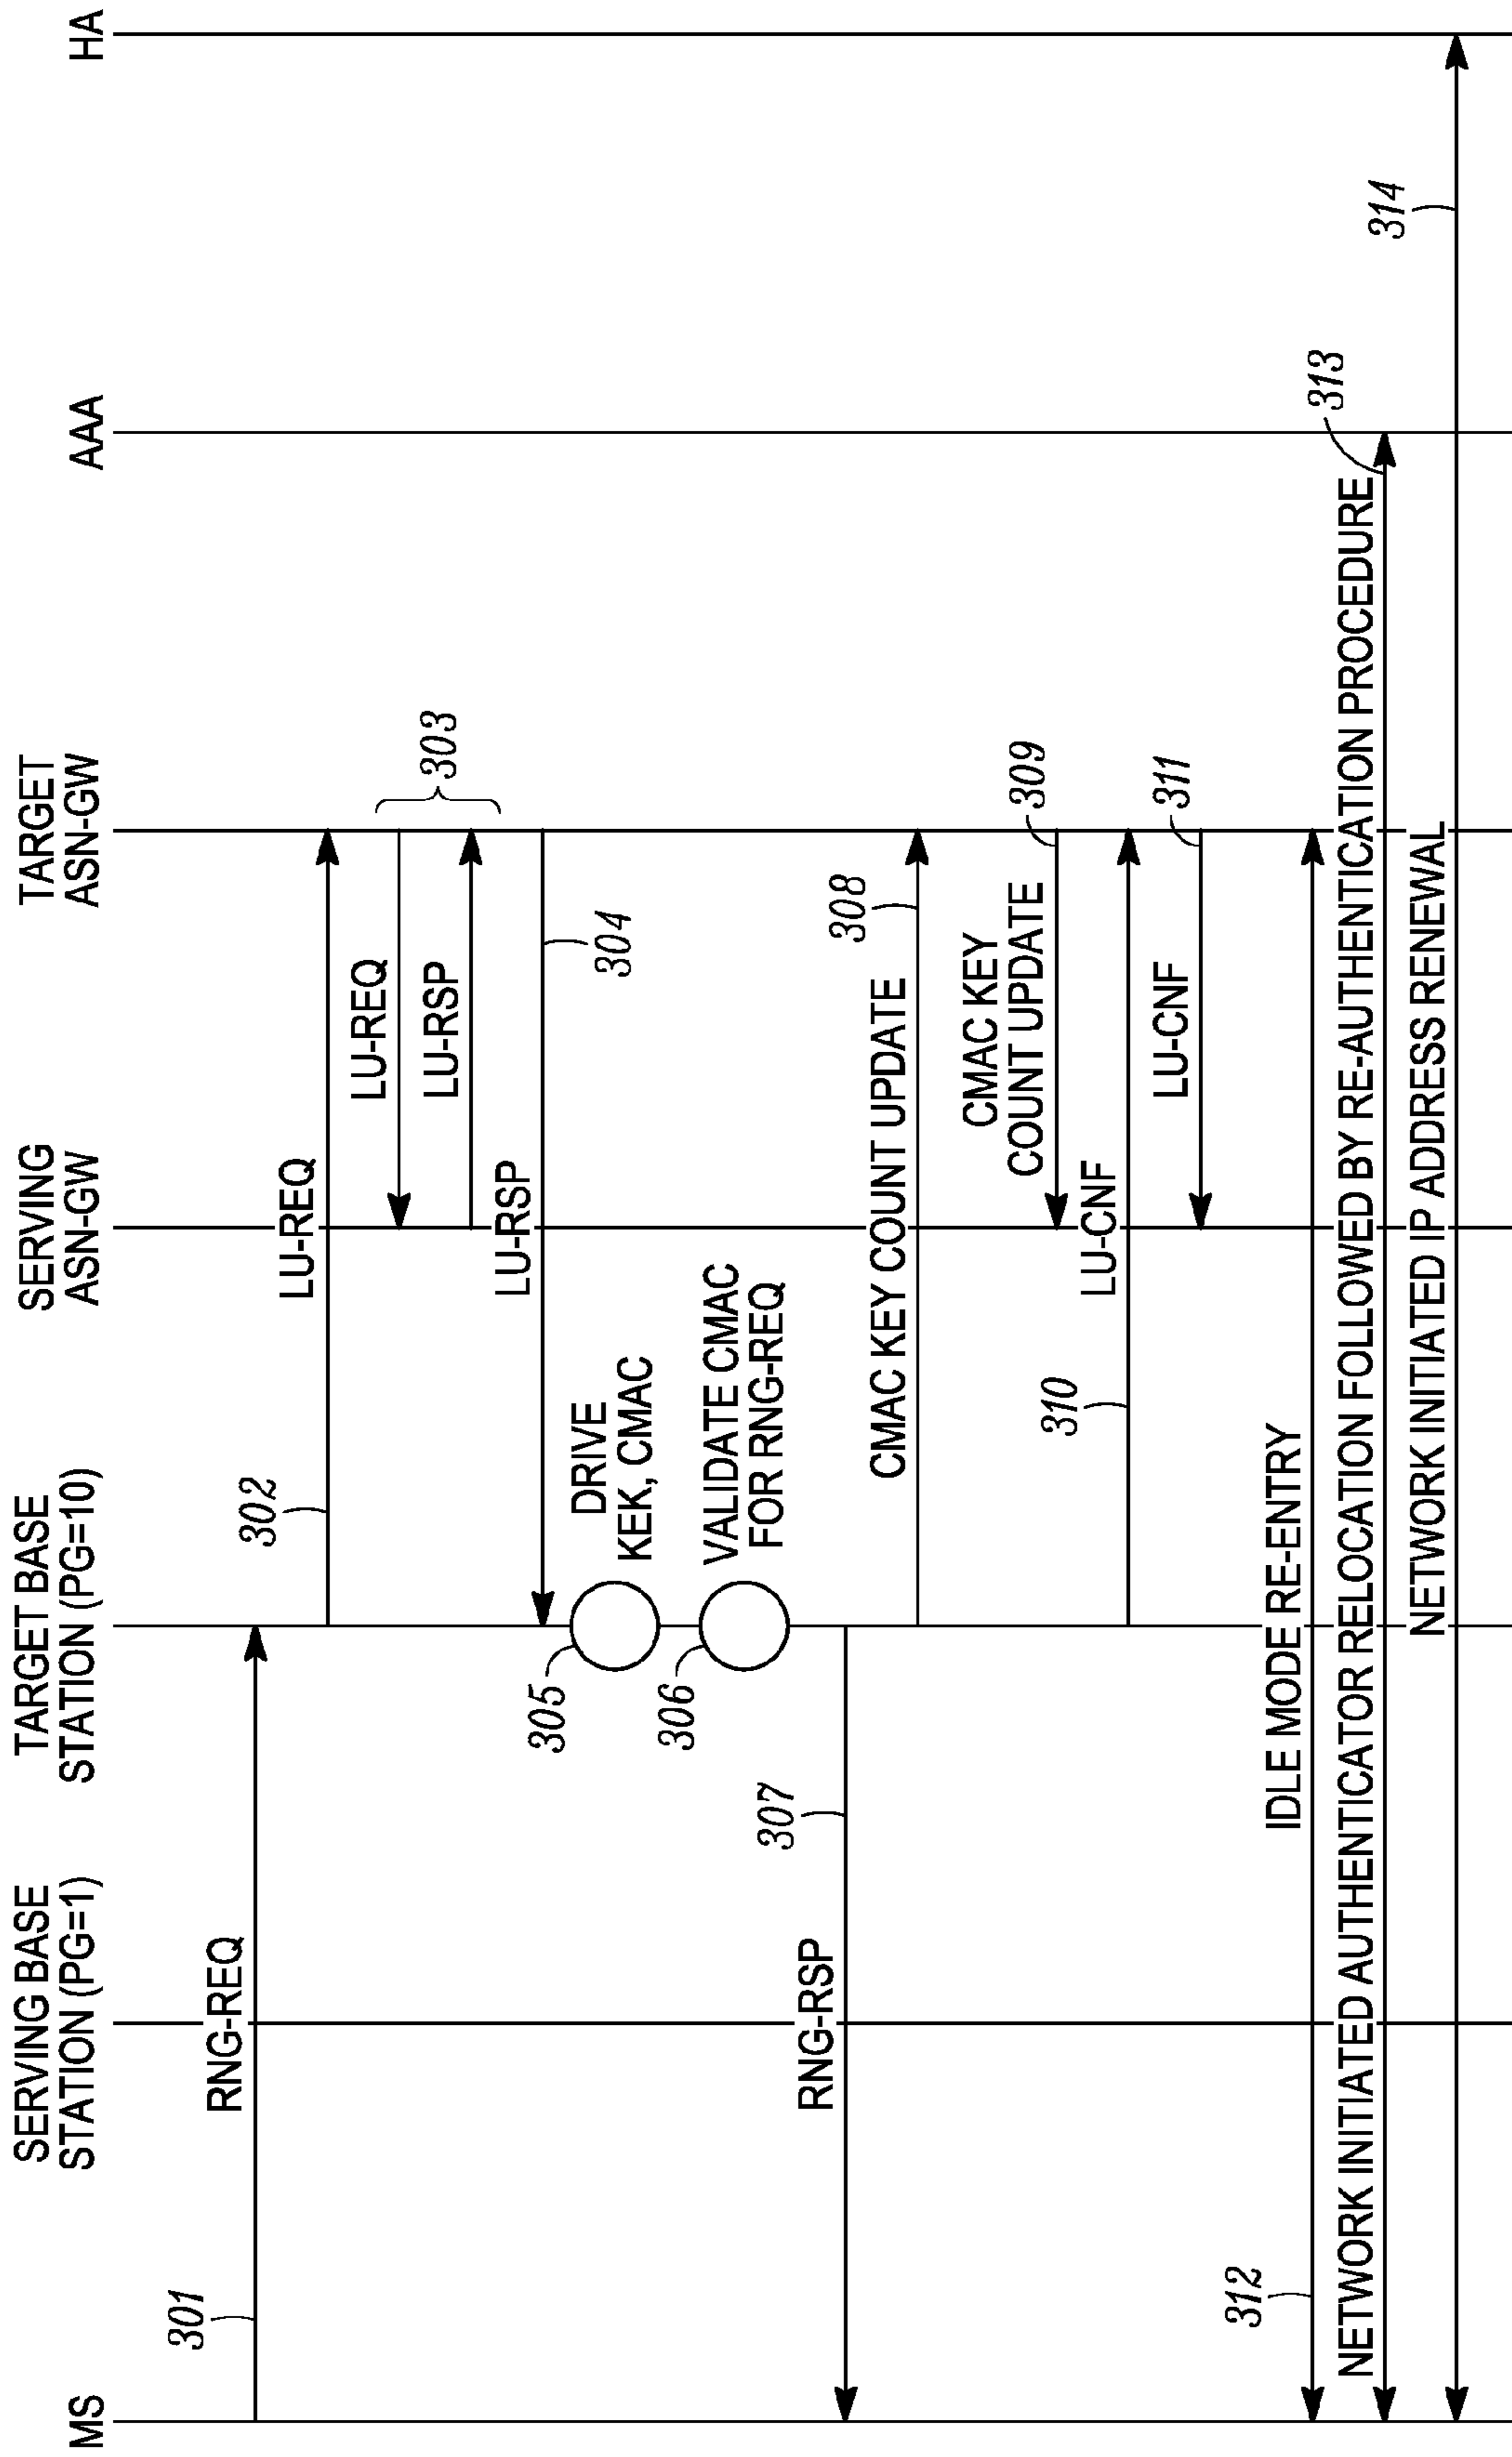 MS
SERVING BASE
STATION (PG=1)
TARGET BASE
STATION (PG=10)
SERVING
ASN-GW
TARGET
ASN-GW
AAA
HA
301
RNG-REQ
302
LU-REQ
LU-REQ
LU-RSP
303
LU-RSP
304
305
DRIVE
KEK, CMAC
306
VALIDATE CMAC
FOR RNG-REQ
RNG-RSP
307
CMAC KEY COUNT UPDATE
308
CMAC KEY
COUNT UPDATE
309
310
LU-CNF
LU-CNF
311
312
IDLE MODE RE-ENTRY
NETWORK INITIATED AUTHENTICATOR RELOCATION FOLLOWED BY RE-AUTHENTICATION PROCEDURE
313
NETWORK INITIATED IP ADDRESS RENEWAL
314